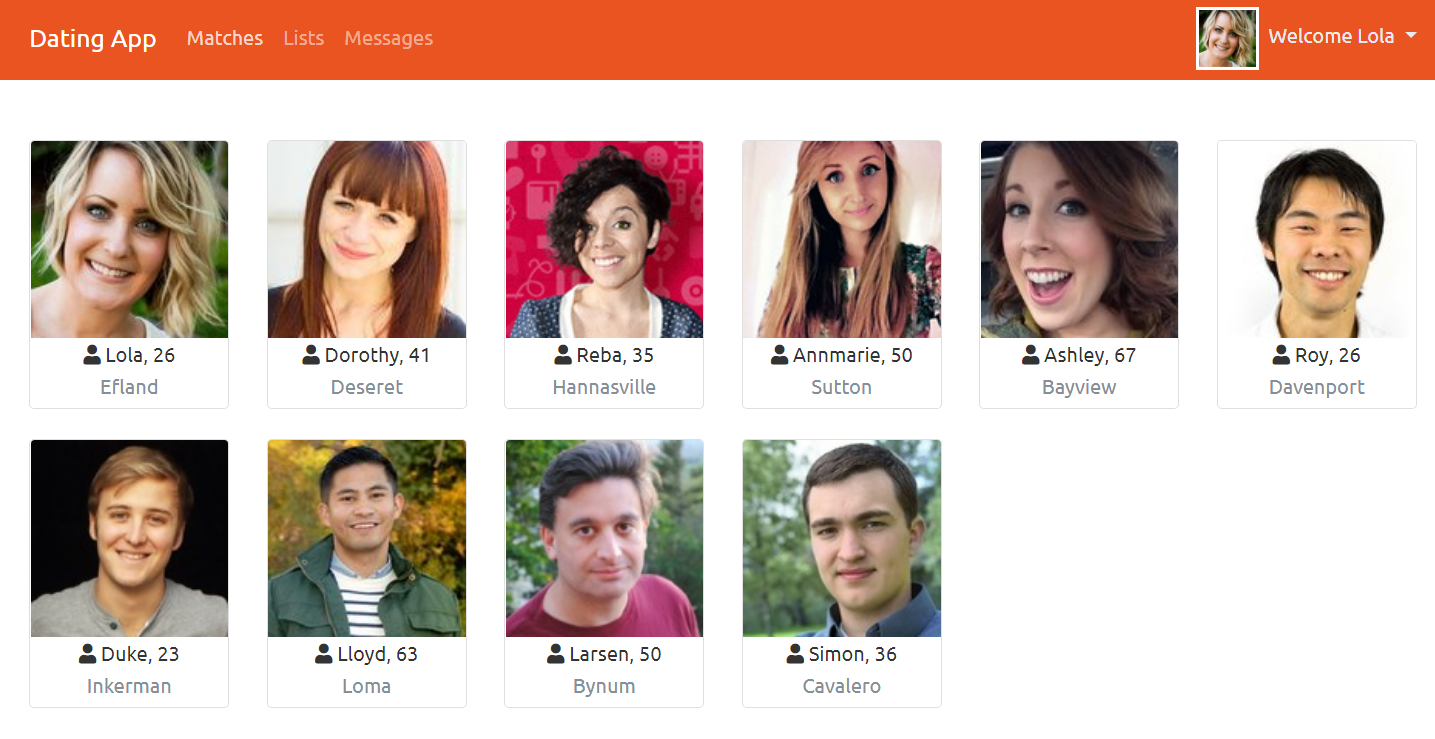 Dating App Matches Lists Messages Welcome Lola
Lola, 26
Efland
Dorothy, 41
Deseret
Reba, 35
Hannasville
Annmarie, 50
Sutton
Ashley, 67
Bayview
Roy, 26
Davenport
Duke, 23
Inkerman
Lloyd, 63
Loma
Larsen, 50
Bynum
Simon, 36
Cavalero